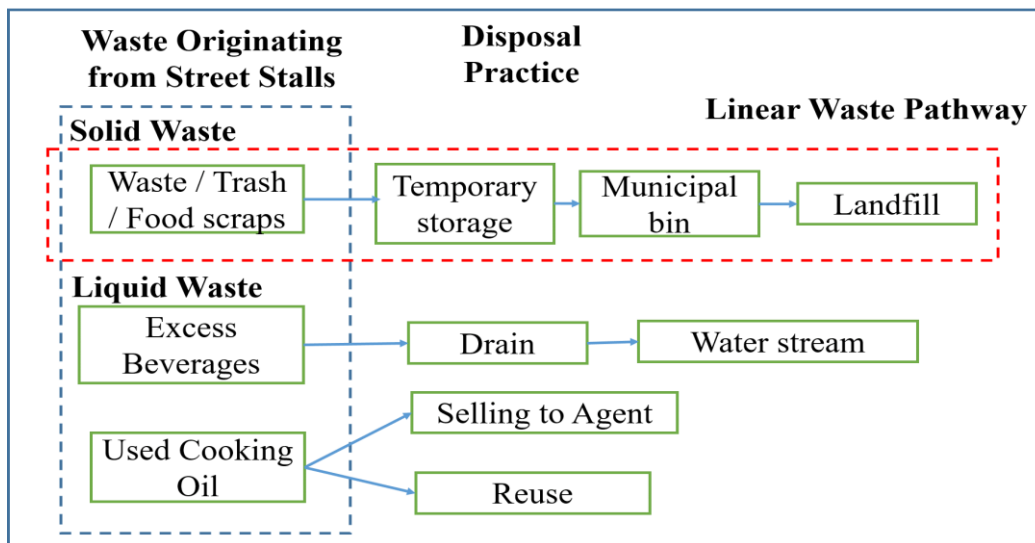 Waste Originating
from Street Stalls
Disposal
Practice
Linear Waste Pathway
Solid Waste
Waste / Trash
/ Food scraps
Temporary
storage
Municipal
bin
Landfill
Liquid Waste
Excess
Beverages
Drain
Water stream
Used Cooking
Oil
Selling to Agent
Reuse